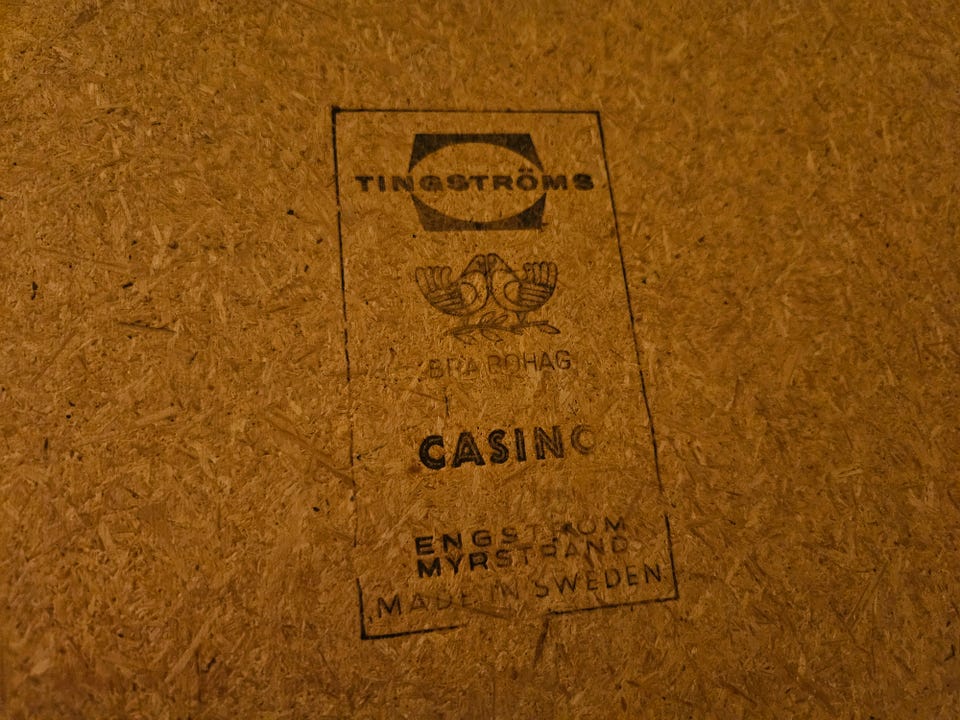 TINGSTRÖMS
BRA BOHAG
CASINO
ENGSTRÖM
MYRSTRAND
MADE IN SWEDEN